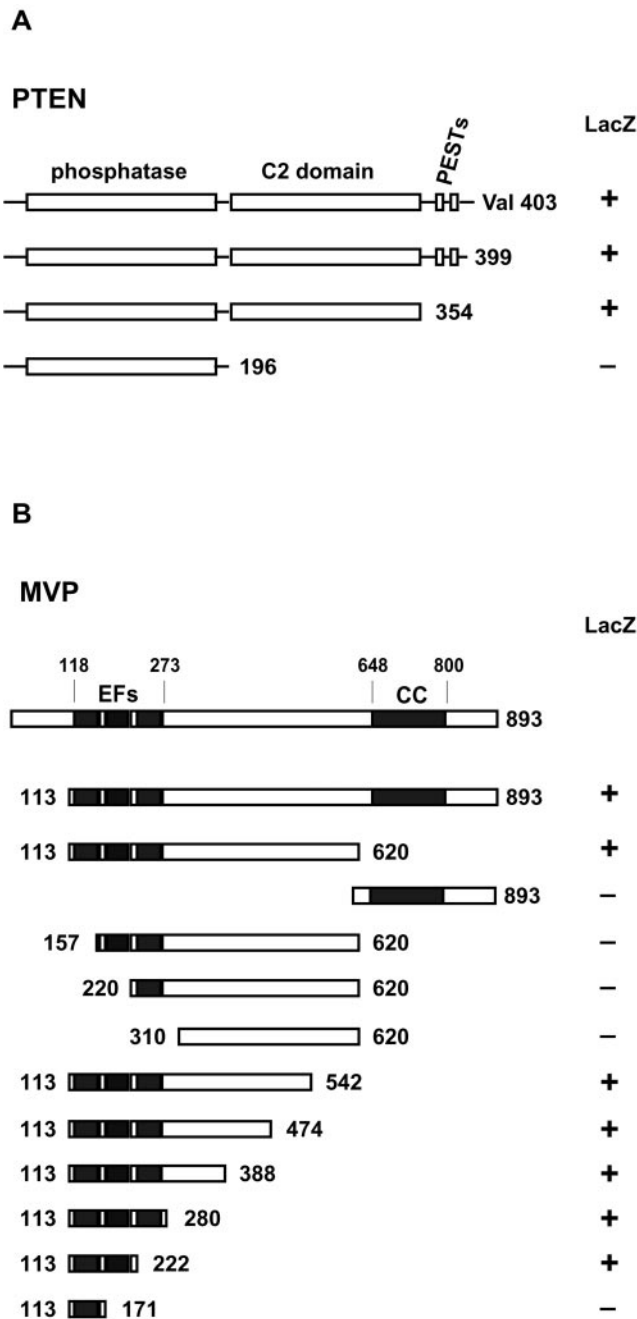 A
PTEN
LacZ
phosphatase C2 domain PESTs
Val 403 +
399 +
354 +
196 –
B
MVP
LacZ
118 273 648 800
EFs CC
893
113 893 +
113 620 +
893 –
157 620 –
220 620 –
310 620 –
113 542 +
113 474 +
113 388 +
113 280 +
113 222 +
113 171 –